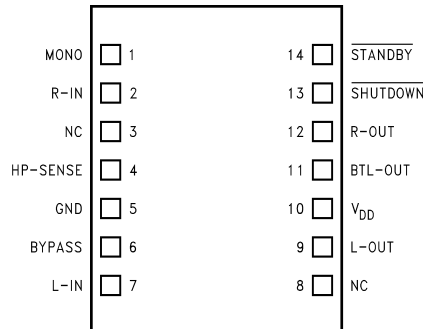 MONO 1 14 STANDBY
R-IN 2 13 SHUTDOWN
NC 3 12 R-OUT
HP-SENSE 4 11 BTL-OUT
GND 5 10 VDD
BYPASS 6 9 L-OUT
L-IN 7 8 NC